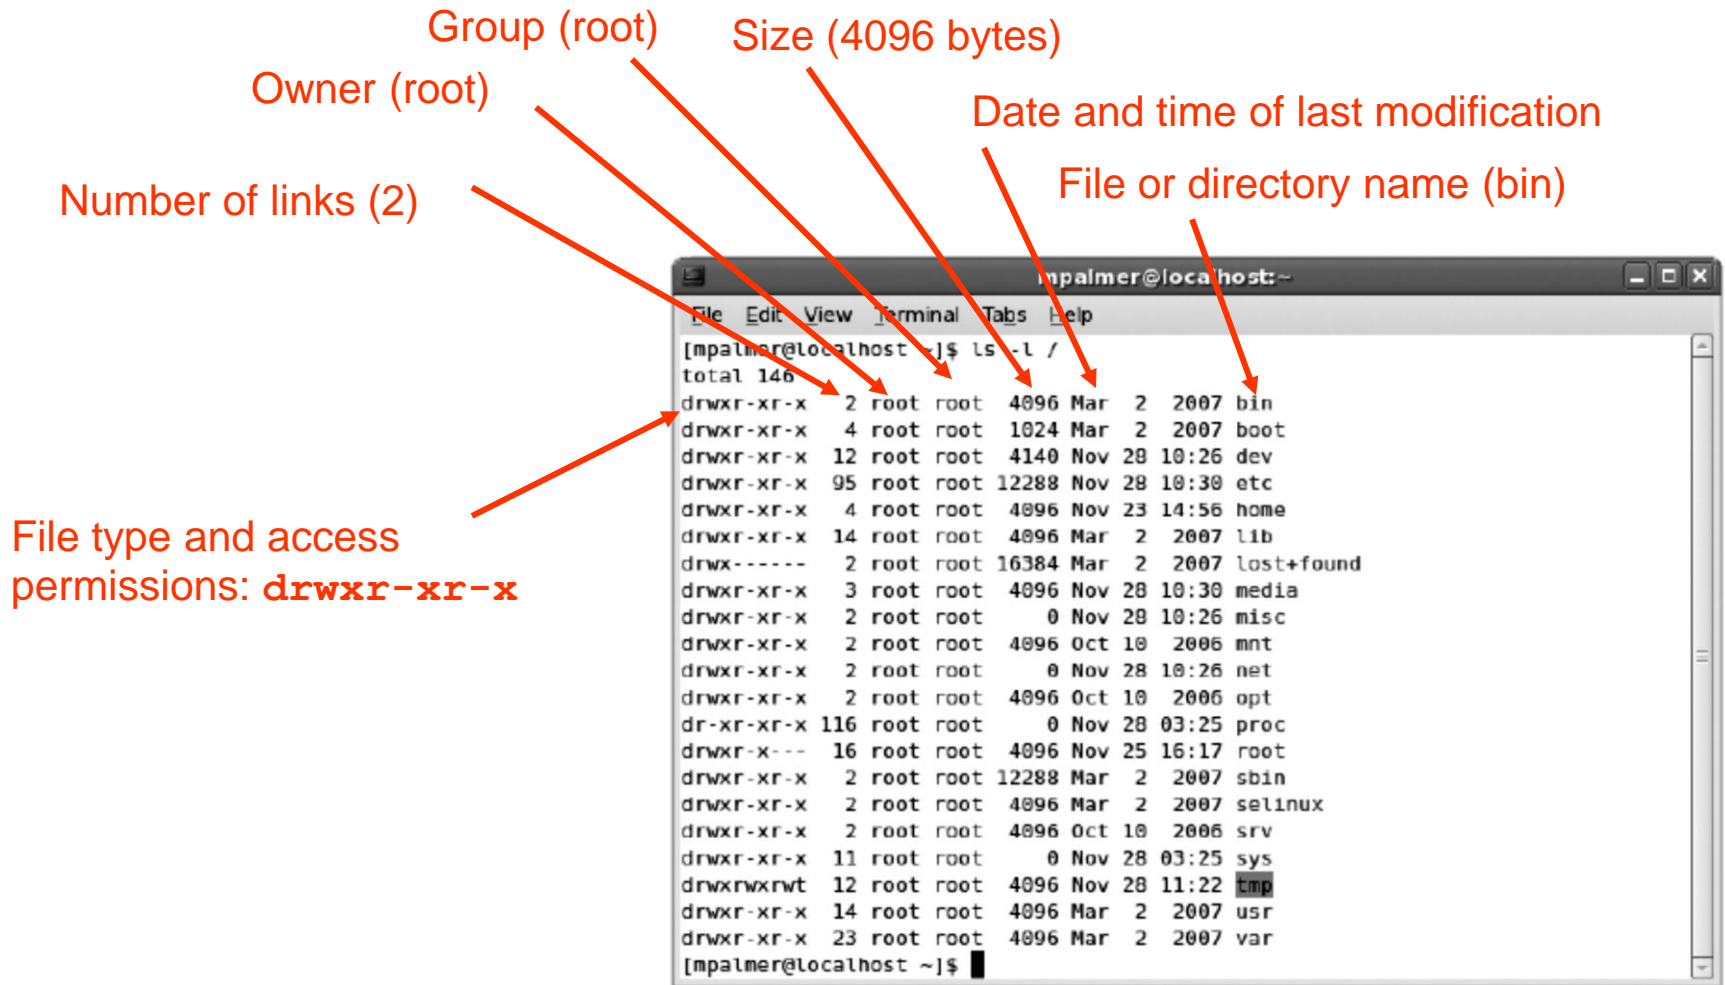 Group (root)
Size (4096 bytes)
Owner (root)
Date and time of last modification
Number of links (2)
File or directory name (bin)
mpalmer@localhost:~
File Edit View Terminal Tabs Help
[mpalmer@localhost ~]$ ls -l /
total 146
drwxr-xr-x 2 root root 4096 Mar 2 2007 bin
drwxr-xr-x 4 root root 1024 Mar 2 2007 boot
drwxr-xr-x 12 root root 4140 Nov 28 10:26 dev
drwxr-xr-x 95 root root 12288 Nov 28 10:30 etc
drwxr-xr-x 4 root root 4096 Nov 23 14:56 home
drwxr-xr-x 14 root root 4096 Mar 2 2007 lib
drwx------ 2 root root 16384 Mar 2 2007 lost+found
drwxr-xr-x 3 root root 4096 Nov 28 10:30 media
drwxr-xr-x 2 root root 0 Nov 28 10:26 misc
drwxr-xr-x 2 root root 4096 Oct 10 2006 mnt
drwxr-xr-x 2 root root 0 Nov 28 10:26 net
drwxr-xr-x 2 root root 4096 Oct 10 2006 opt
dr-xr-xr-x 116 root root 0 Nov 28 03:25 proc
drwxr-x--- 16 root root 4096 Nov 25 16:17 root
drwxr-xr-x 2 root root 12288 Mar 2 2007 sbin
drwxr-xr-x 2 root root 4096 Mar 2 2007 selinux
drwxr-xr-x 2 root root 4096 Oct 10 2006 srv
drwxr-xr-x 11 root root 0 Nov 28 03:25 sys
drwxrwxrwt 12 root root 4096 Nov 28 11:22 tmp
drwxr-xr-x 14 root root 4096 Mar 2 2007 usr
drwxr-xr-x 23 root root 4096 Mar 2 2007 var
[mpalmer@localhost ~]$
File type and access
permissions: drwxr-xr-x